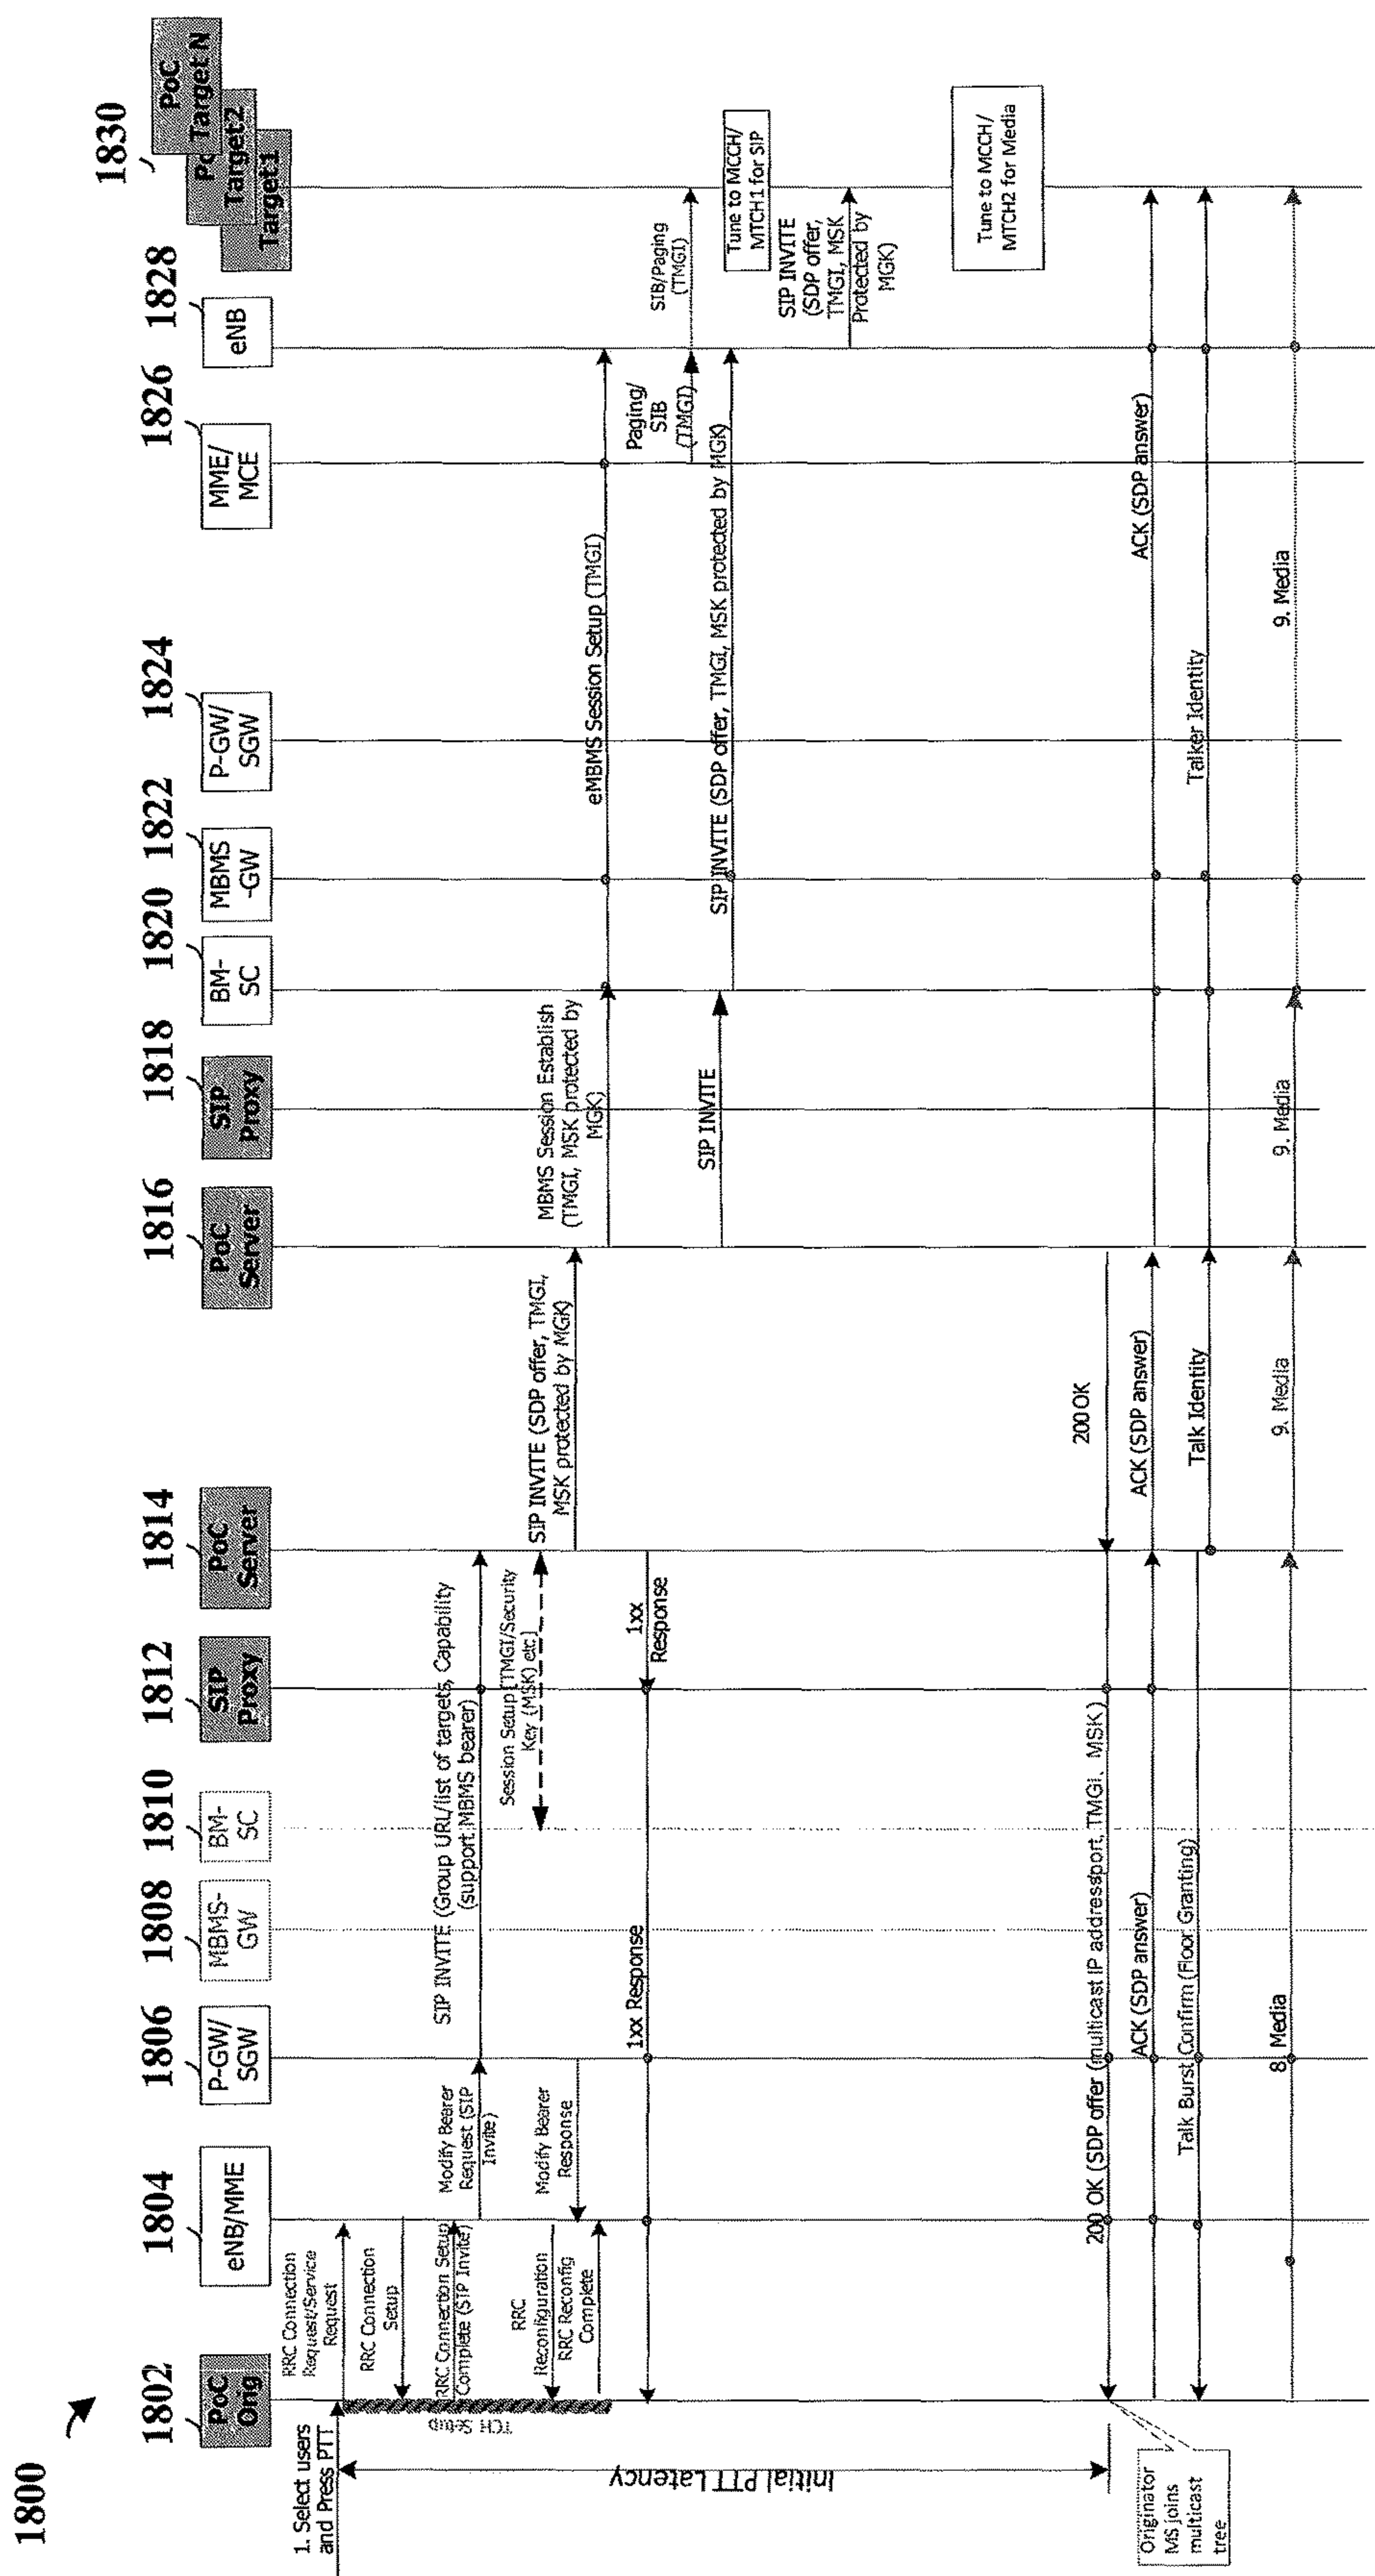 1800
1802
PoC
Orig
1804
eNB/MME
1806
P-GW/
SGW
1808
MBMS-
GW
1810
BM-
SC
1812
SIP
Proxy
1814
PoC
Server
1816
PoC
Server
1818
SIP
Proxy
1820
BM-
SC
1822
MBMS
-GW
1824
P-GW/
SGW
1826
MME/
MCE
1828
eNB
1830
PoC
Target N
Po
Target2
Target1
1. Select users
and Press PTT
Initial PTT Latency
TCH Setup
RRC Connection
Request/Service
Request
RRC Connection
Setup
RRC Connection Setup
Complete (SIP Invite)
Modify Bearer
Request (SIP
Invite)
SIP INVITE (Group URL/list of targets, Capability
(support MBMS bearer)
Session Setup [TMGI/Security
Key (MSK) etc]
RRC
Reconfiguration
Modify Bearer
Response
RRC Reconfig
Complete
SIP INVITE (SDP offer, TMGI,
MSK protected by MGK)
MBMS Session Establish
(TMGI, MSK protected by
MGK)
eMBMS Session Setup (TMGI)
1xx Response
1xx
Response
Paging/
SIB
(TMGI)
SIB/Paging
(TMGI)
SIP INVITE
SIP INVITE (SDP offer, TMGI, MSK protected by MGK)
Tune to MCCH/
MTCH1 for SIP
SIP INVITE
(SDP offer,
TMGI, MSK
Protected by
MGK)
Tune to MCCH/
MTCH2 for Media
200 OK
200 OK (SDP offer (multicast IP addressport, TMGI, MSK)
Originator
MS joins
multicast
tree
ACK (SDP answer)
ACK (SDP answer)
ACK (SDP answer)
Talk Burst Confirm (Floor Granting)
Talk Identity
Talker Identity
8. Media
9. Media
9. Media
9. Media